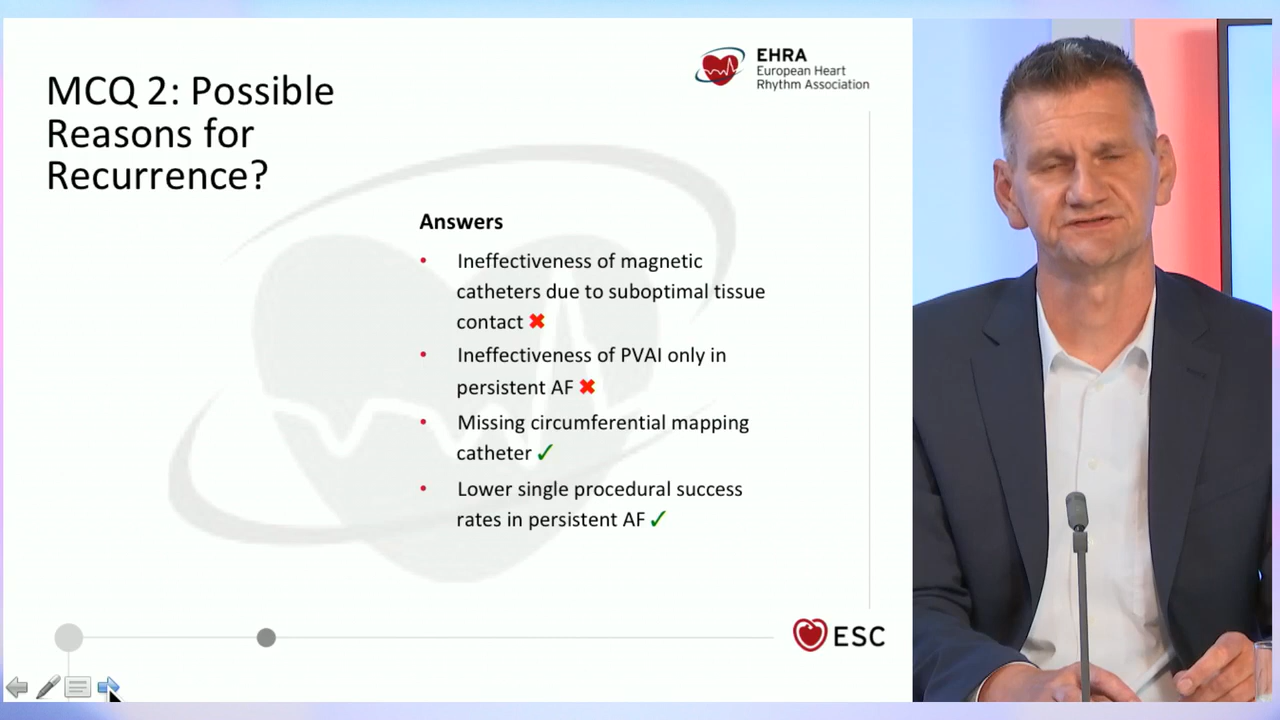 MCQ 2: Possible
Reasons for
Recurrence?
EHRA
European Heart
Rhythm Association
Answers
• Ineffectiveness of magnetic
catheters due to suboptimal tissue
contact ✖
• Ineffectiveness of PVAI only in
persistent AF ✖
• Missing circumferential mapping
catheter ✓
• Lower single procedural success
rates in persistent AF ✓
ESC